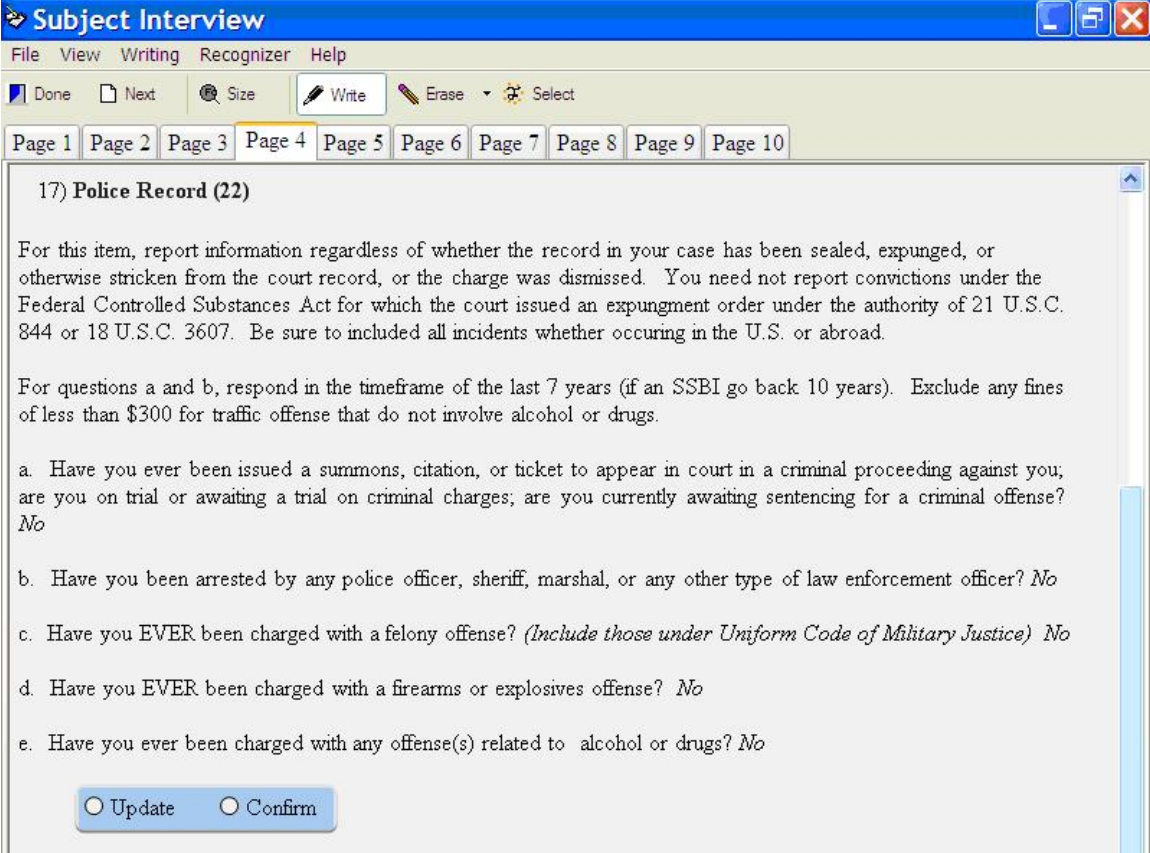 Subject Interview
File View Writing Recognizer Help
Done Next Size Write Erase Select
Page 1 Page 2 Page 3 Page 4 Page 5 Page 6 Page 7 Page 8 Page 9 Page 10
17) Police Record (22)
For this item, report information regardless of whether the record in your case has been sealed, expunged, or
otherwise stricken from the court record, or the charge was dismissed. You need not report convictions under the
Federal Controlled Substances Act for which the court issued an expungment order under the authority of 21 U.S.C.
844 or 18 U.S.C. 3607. Be sure to included all incidents whether occuring in the U.S. or abroad.
For questions a and b, respond in the timeframe of the last 7 years (if an SSBI go back 10 years). Exclude any fines
of less than $300 for traffic offense that do not involve alcohol or drugs.
a. Have you ever been issued a summons, citation, or ticket to appear in court in a criminal proceeding against you;
are you on trial or awaiting a trial on criminal charges; are you currently awaiting sentencing for a criminal offense?
No
b. Have you been arrested by any police officer, sheriff, marshal, or any other type of law enforcement officer? No
c. Have you EVER been charged with a felony offense? (Include those under Uniform Code of Military Justice) No
d. Have you EVER been charged with a firearms or explosives offense? No
e. Have you ever been charged with any offense(s) related to alcohol or drugs? No
Update Confirm